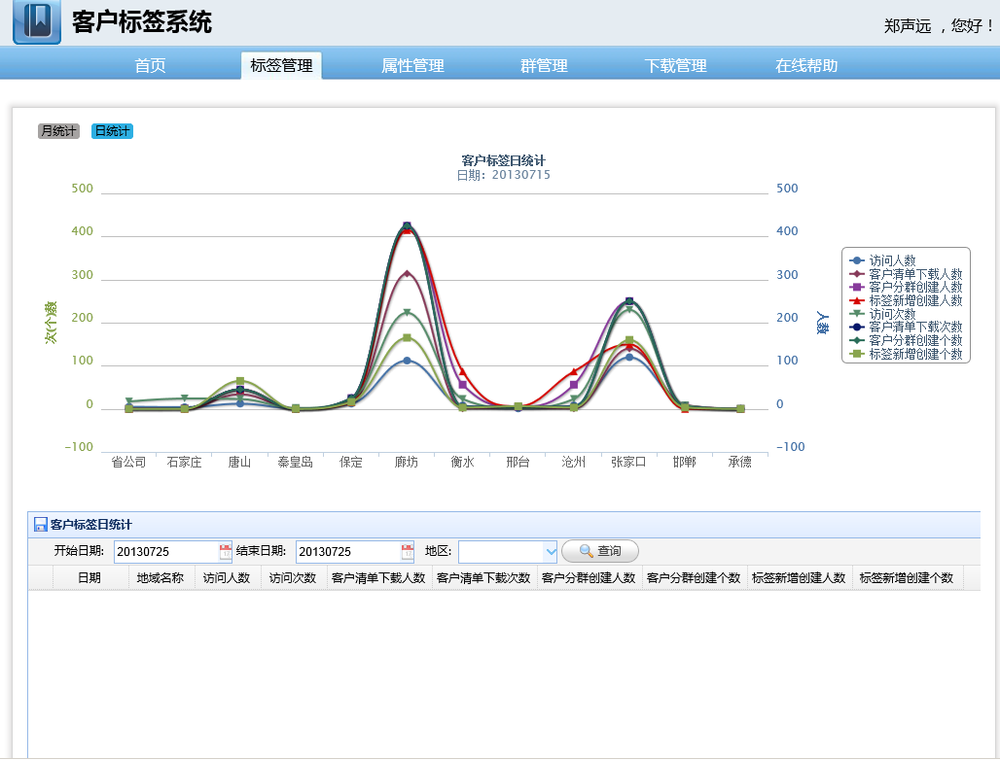 客户标签系统
郑声远 ，您好！
首页 标签管理 属性管理 群管理 下载管理 在线帮助
月统计 日统计
客户标签日统计
日期: 20130715
500 500
400 400
300 300
200 200
100 100
0 0
-100 -100
次(个)数
人数
省公司 石家庄 唐山 秦皇岛 保定 廊坊 衡水 邢台 沧州 张家口 邯郸 承德
访问人数
客户清单下载人数
客户分群创建人数
标签新增创建人数
访问次数
客户清单下载次数
客户分群创建个数
标签新增创建个数
客户标签日统计
开始日期: 20130725 结束日期: 20130725 地区: 查询
日期 地域名称 访问人数 访问次数 客户清单下载人数 客户清单下载次数 客户分群创建人数 客户分群创建个数 标签新增创建人数 标签新增创建个数